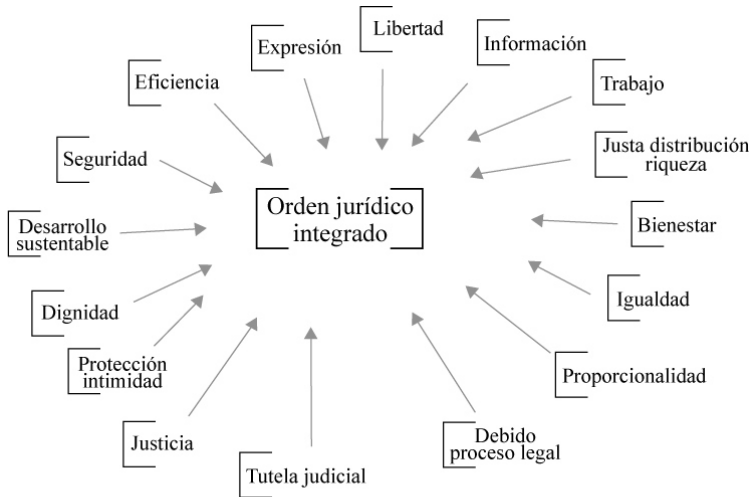 Libertad
Expresión
Información
Eficiencia
Trabajo
Seguridad
Justa distribución
riqueza
Orden jurídico
integrado
Desarrollo
sustentable
Bienestar
Dignidad
Igualdad
Protección
intimidad
Proporcionalidad
Justicia
Debido
proceso legal
Tutela judicial